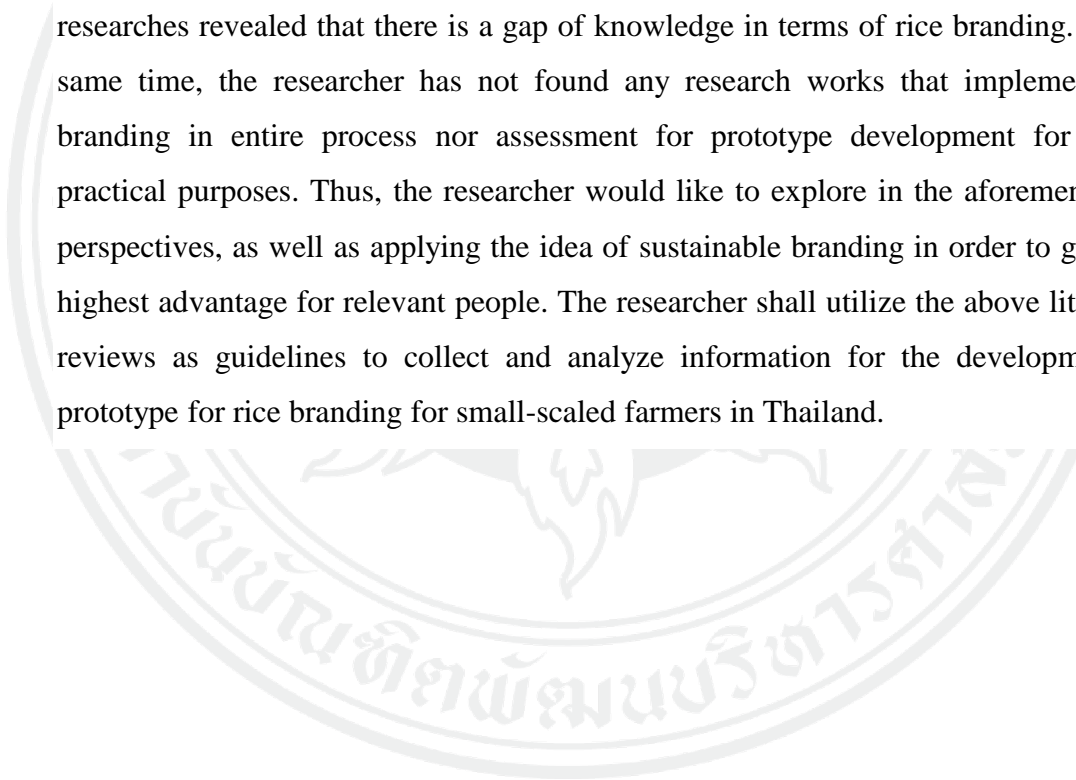 researches revealed that there is a gap of knowledge in terms of rice branding.
same time, the researcher has not found any research works that impleme
branding in entire process nor assessment for prototype development for
practical purposes. Thus, the researcher would like to explore in the aforemen
perspectives, as well as applying the idea of sustainable branding in order to g
highest advantage for relevant people. The researcher shall utilize the above lit
reviews as guidelines to collect and analyze information for the developm
prototype for rice branding for small-scaled farmers in Thailand.